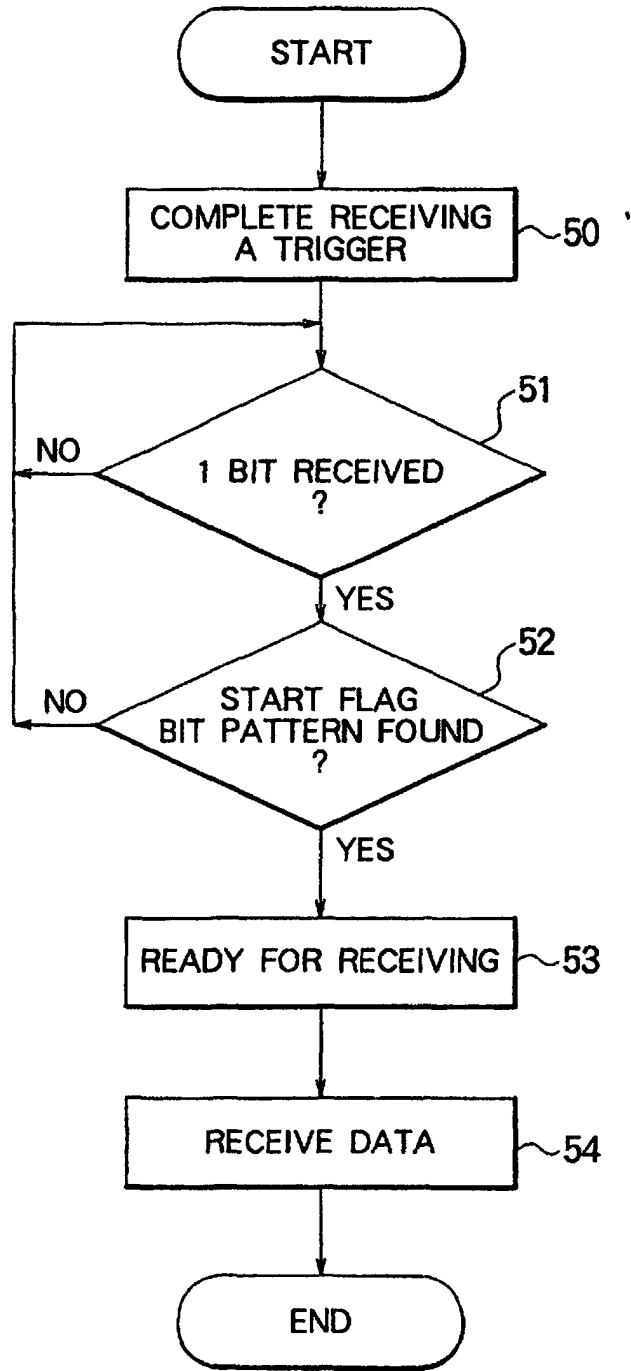 START
COMPLETE RECEIVING
A TRIGGER
50
51
NO
1 BIT RECEIVED
?
YES
52
NO
START FLAG
BIT PATTERN FOUND
?
YES
READY FOR RECEIVING
53
RECEIVE DATA
54
END